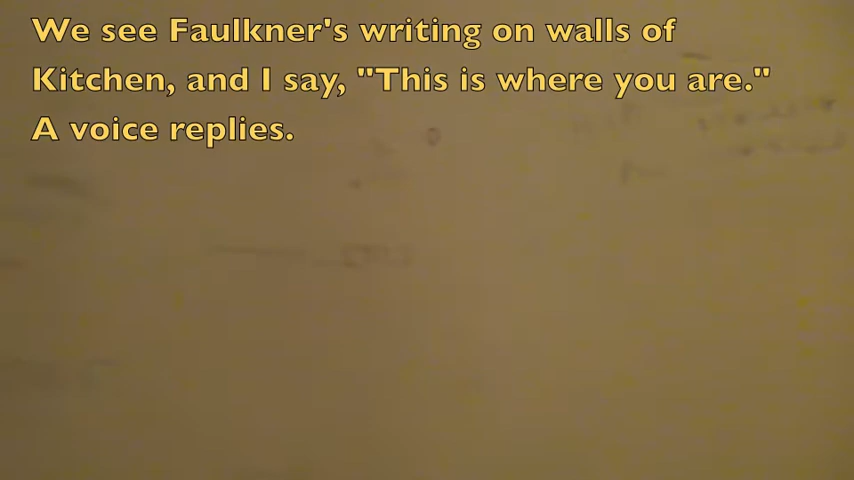 We see Faulkner's writing on walls of
Kitchen, and I say, "This is where you are."
A voice replies.